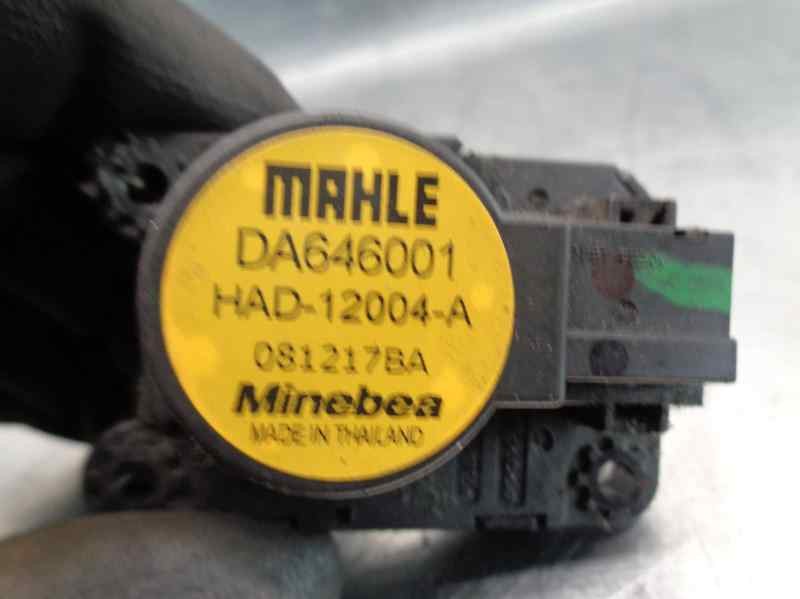 MAHLE
DA646001
HAD-12004-A
081217BA
Minebea
MADE IN THAILAND